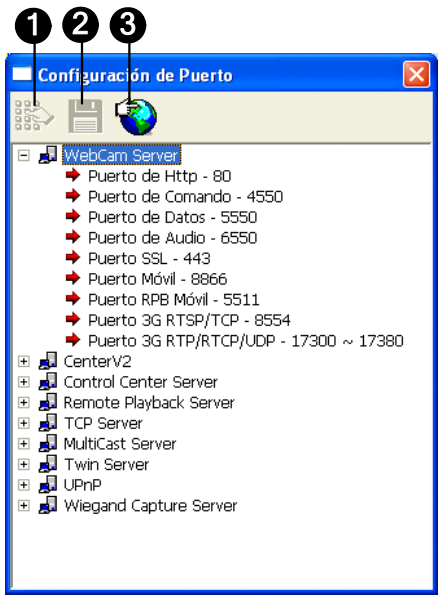 1 2 3
Configuración de Puerto
WebCam Server
Puerto de Http - 80
Puerto de Comando - 4550
Puerto de Datos - 5550
Puerto de Audio - 6550
Puerto SSL - 443
Puerto Móvil - 8866
Puerto RPB Móvil - 5511
Puerto 3G RTSP/TCP - 8554
Puerto 3G RTP/RTCP/UDP - 17300 ~ 17380
CenterV2
Control Center Server
Remote Playback Server
TCP Server
MultiCast Server
Twin Server
UPnP
Wiegand Capture Server